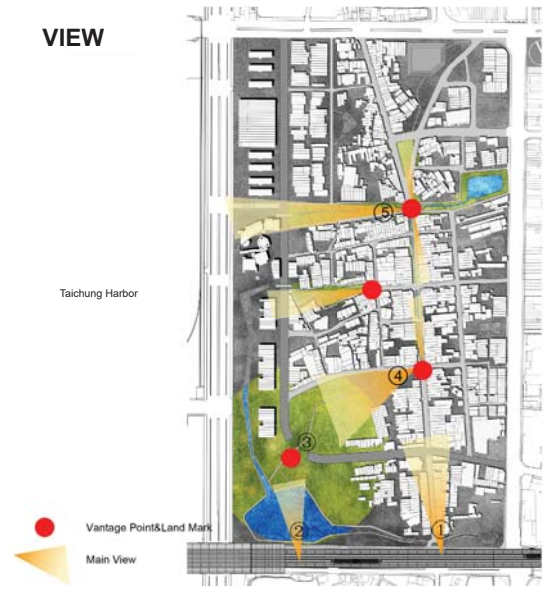 VIEW
⑤
Taichung Harbor
④
③
Vantage Point&Land Mark
②
①
Main View